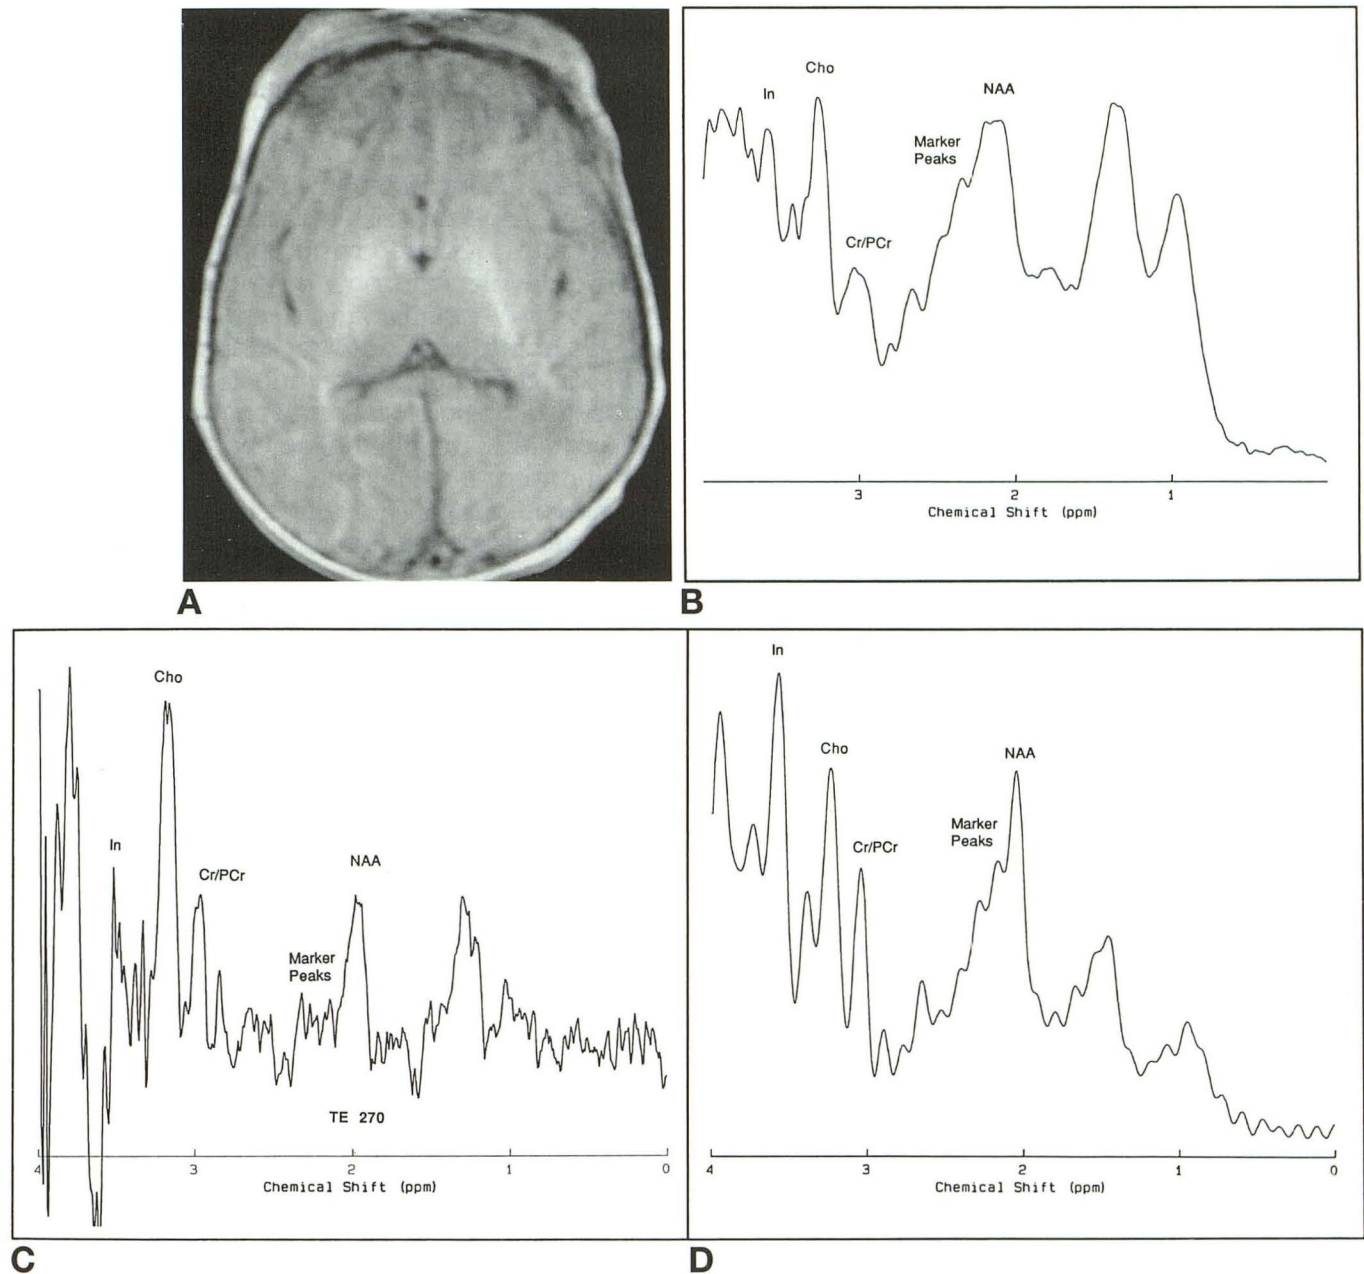 A
In
Cho
Cr/PCr
Marker
Peaks
NAA
3
2
1
Chemical Shift (ppm)
B
Cho
In
Cr/PCr
Marker
Peaks
NAA
TE 270
4
3
2
1
0
Chemical Shift (ppm)
C
In
Cho
Cr/PCr
Marker
Peaks
NAA
4
3
2
1
0
Chemical Shift (ppm)
D